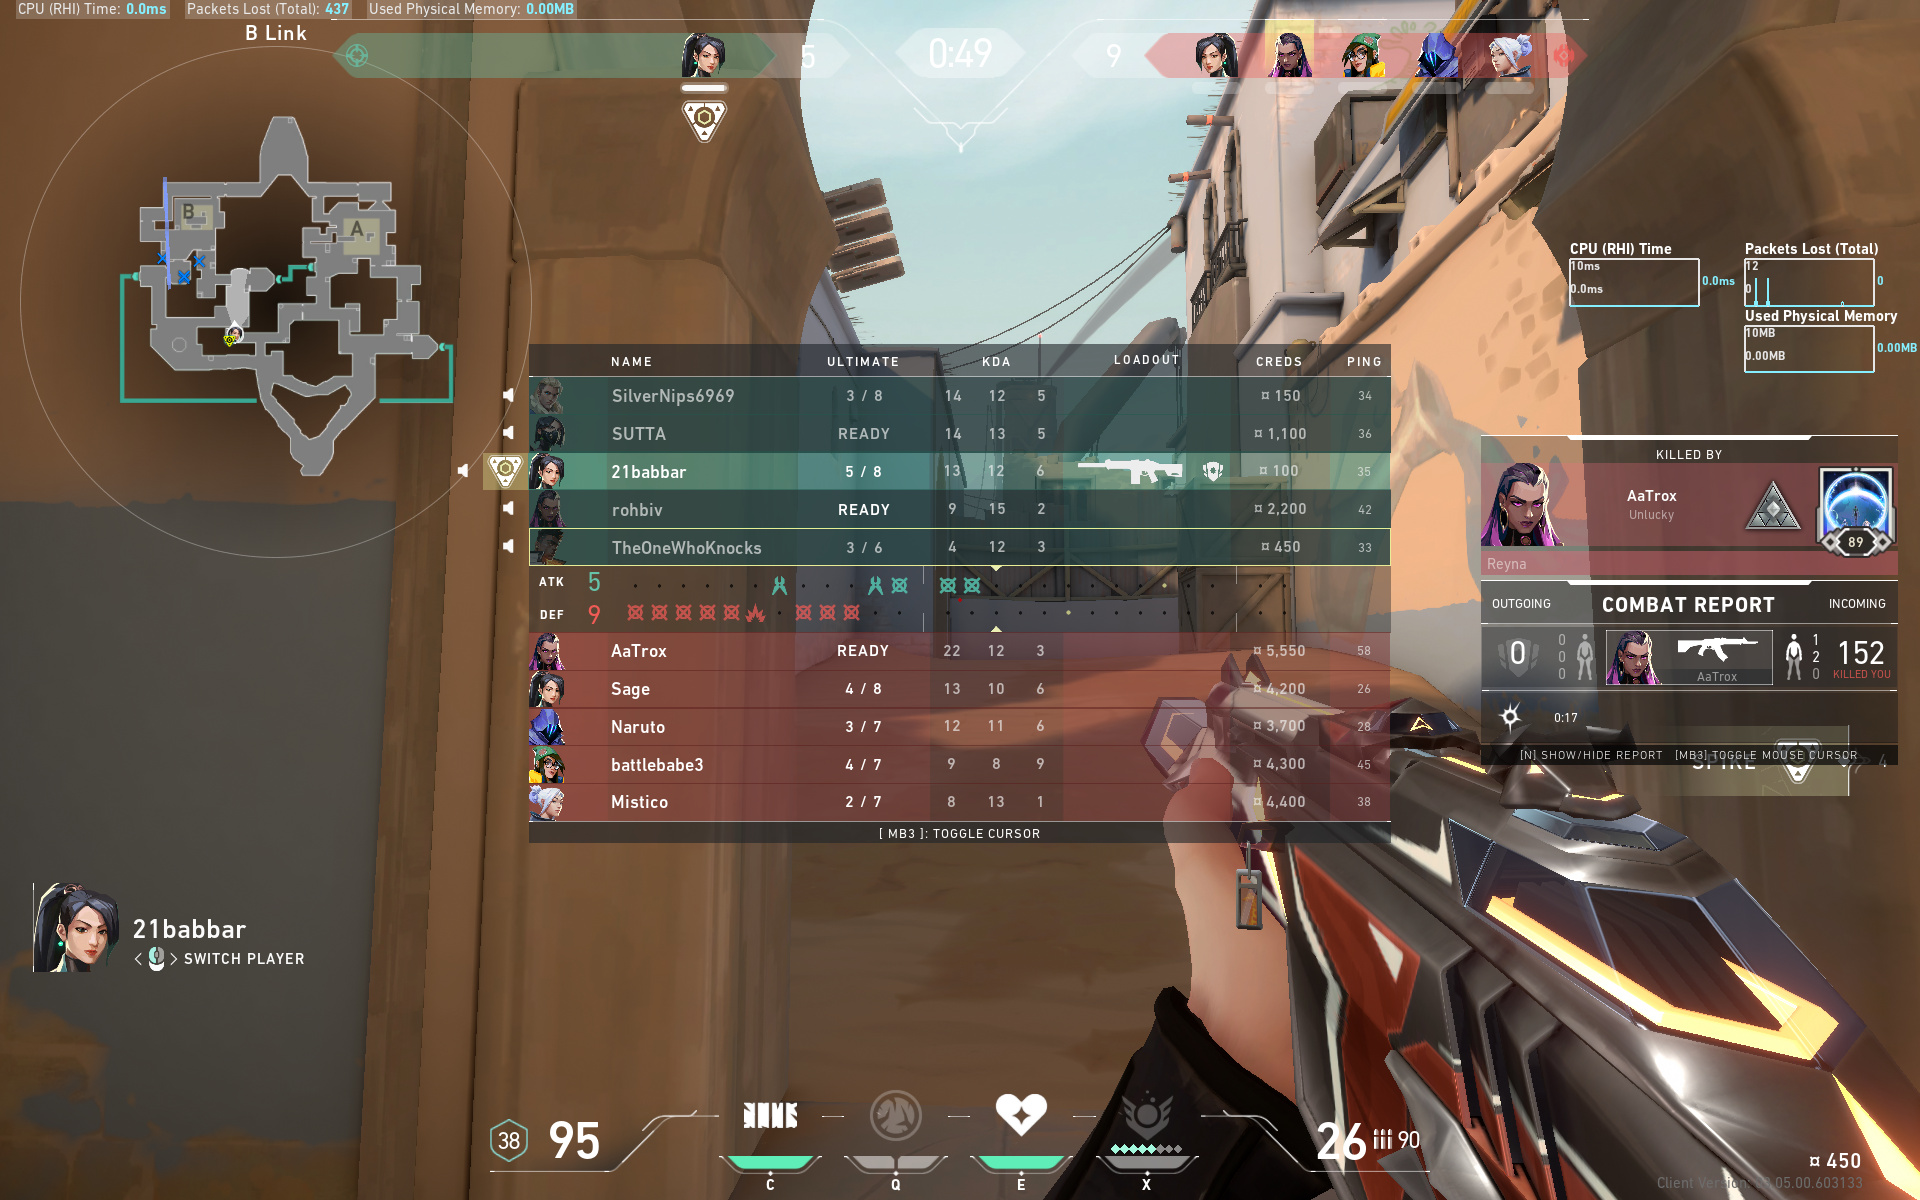 CPU (RHI) Time: 0.0ms Packets Lost (Total): 437 Used Physical Memory: 0.00MB
B Link
5 0:49 9
B
A
CPU (RHI) Time
10ms
0.0ms
0.0ms
Packets Lost (Total)
12
0
0
Used Physical Memory
10MB
0.00MB
0.00MB
NAME ULTIMATE KDA LOADOUT CREDS PING
SilverNips6969 3 / 8 14 12 5 ¤ 150 34
SUTTA READY 14 13 5 ¤ 1,100 36
21babbar 5 / 8 13 12 6 ¤ 100 35
rohbiv READY 9 15 2 ¤ 2,200 42
TheOneWhoKnocks 3 / 6 4 12 3 ¤ 450 33
ATK 5
DEF 9
AaTrox READY 22 12 3 ¤ 5,550 58
Sage 4 / 8 13 10 6 ¤ 4,200 26
Naruto 3 / 7 12 11 6 ¤ 3,700 28
battlebabe3 4 / 7 9 8 9 ¤ 4,300 45
Mistico 2 / 7 8 13 1 ¤ 4,400 38
[ MB3 ]: TOGGLE CURSOR
KILLED BY
AaTrox
Unlucky
89
Reyna
OUTGOING COMBAT REPORT INCOMING
0 0 0 0 AaTrox 1 2 0 152 KILLED YOU
0:17
[N] SHOW/HIDE REPORT [MB3] TOGGLE MOUSE CURSOR
SPIKE 4
21babbar
< > SWITCH PLAYER
38 95
C Q E X
26 90
¤ 450
05.00.603133